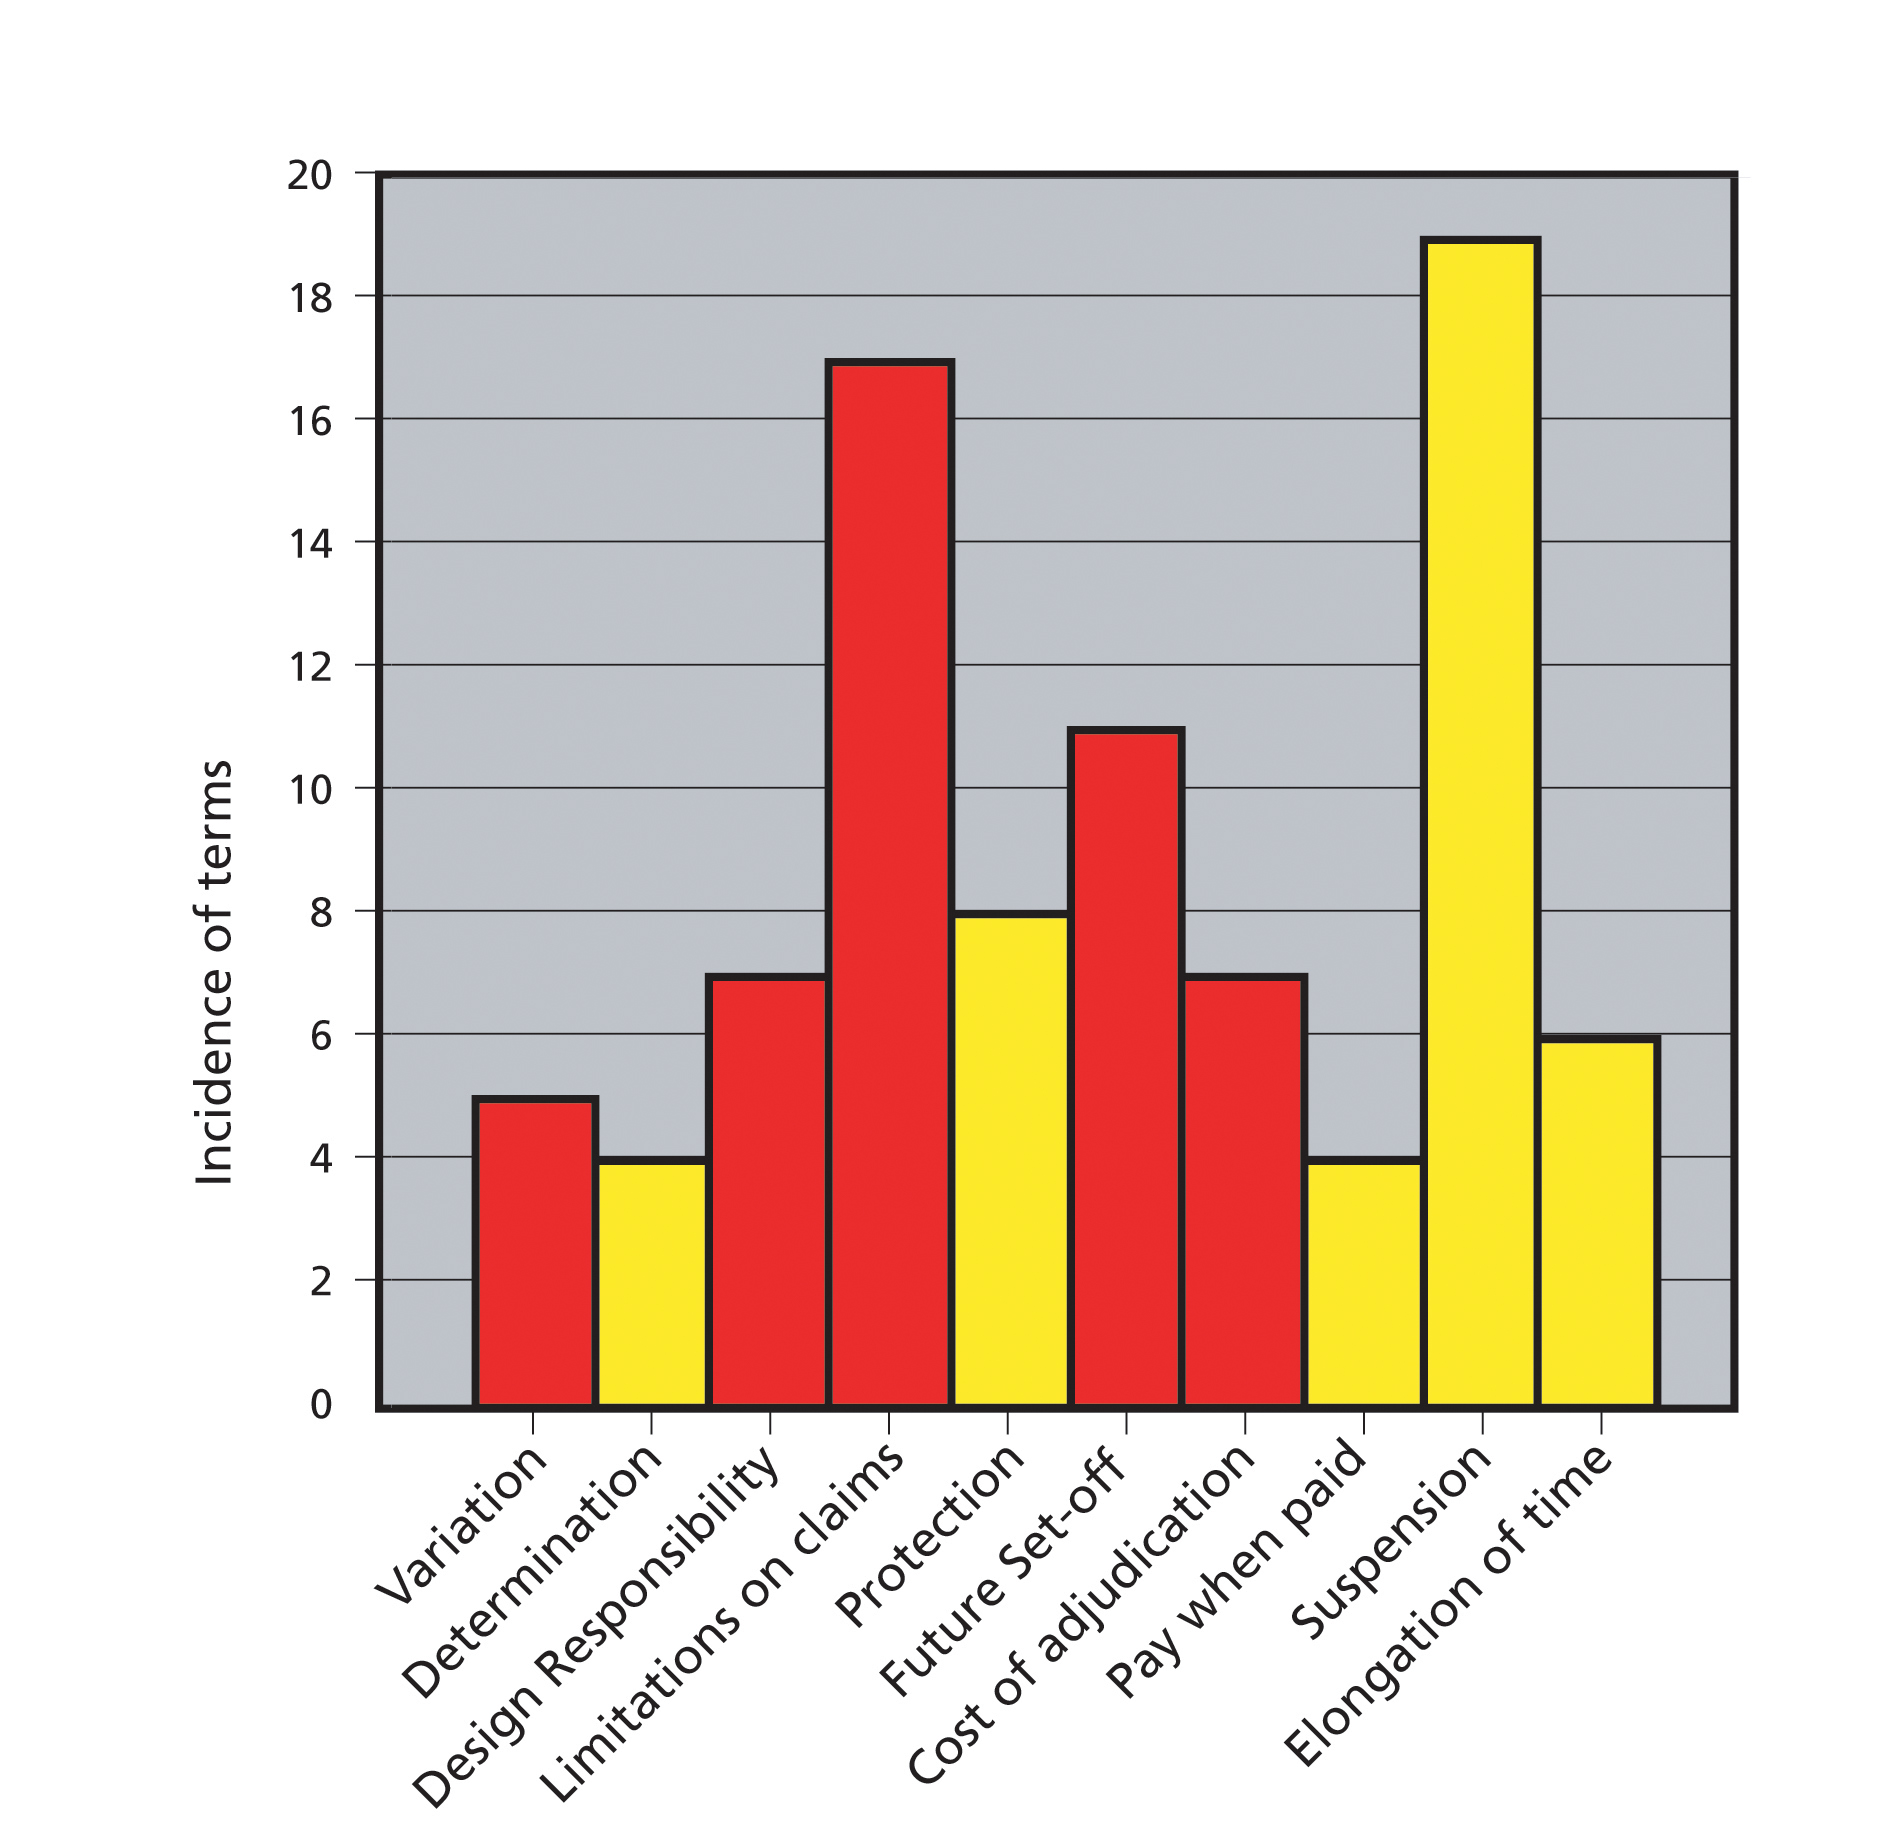 20
18
16
14
12
10
8
6
4
2
0
Incidence of terms
Variation
Determination
Design Responsibility
Limitations on claims
Protection
Future Set-off
Cost of adjudication
Pay when paid
Suspension
Elongation of time